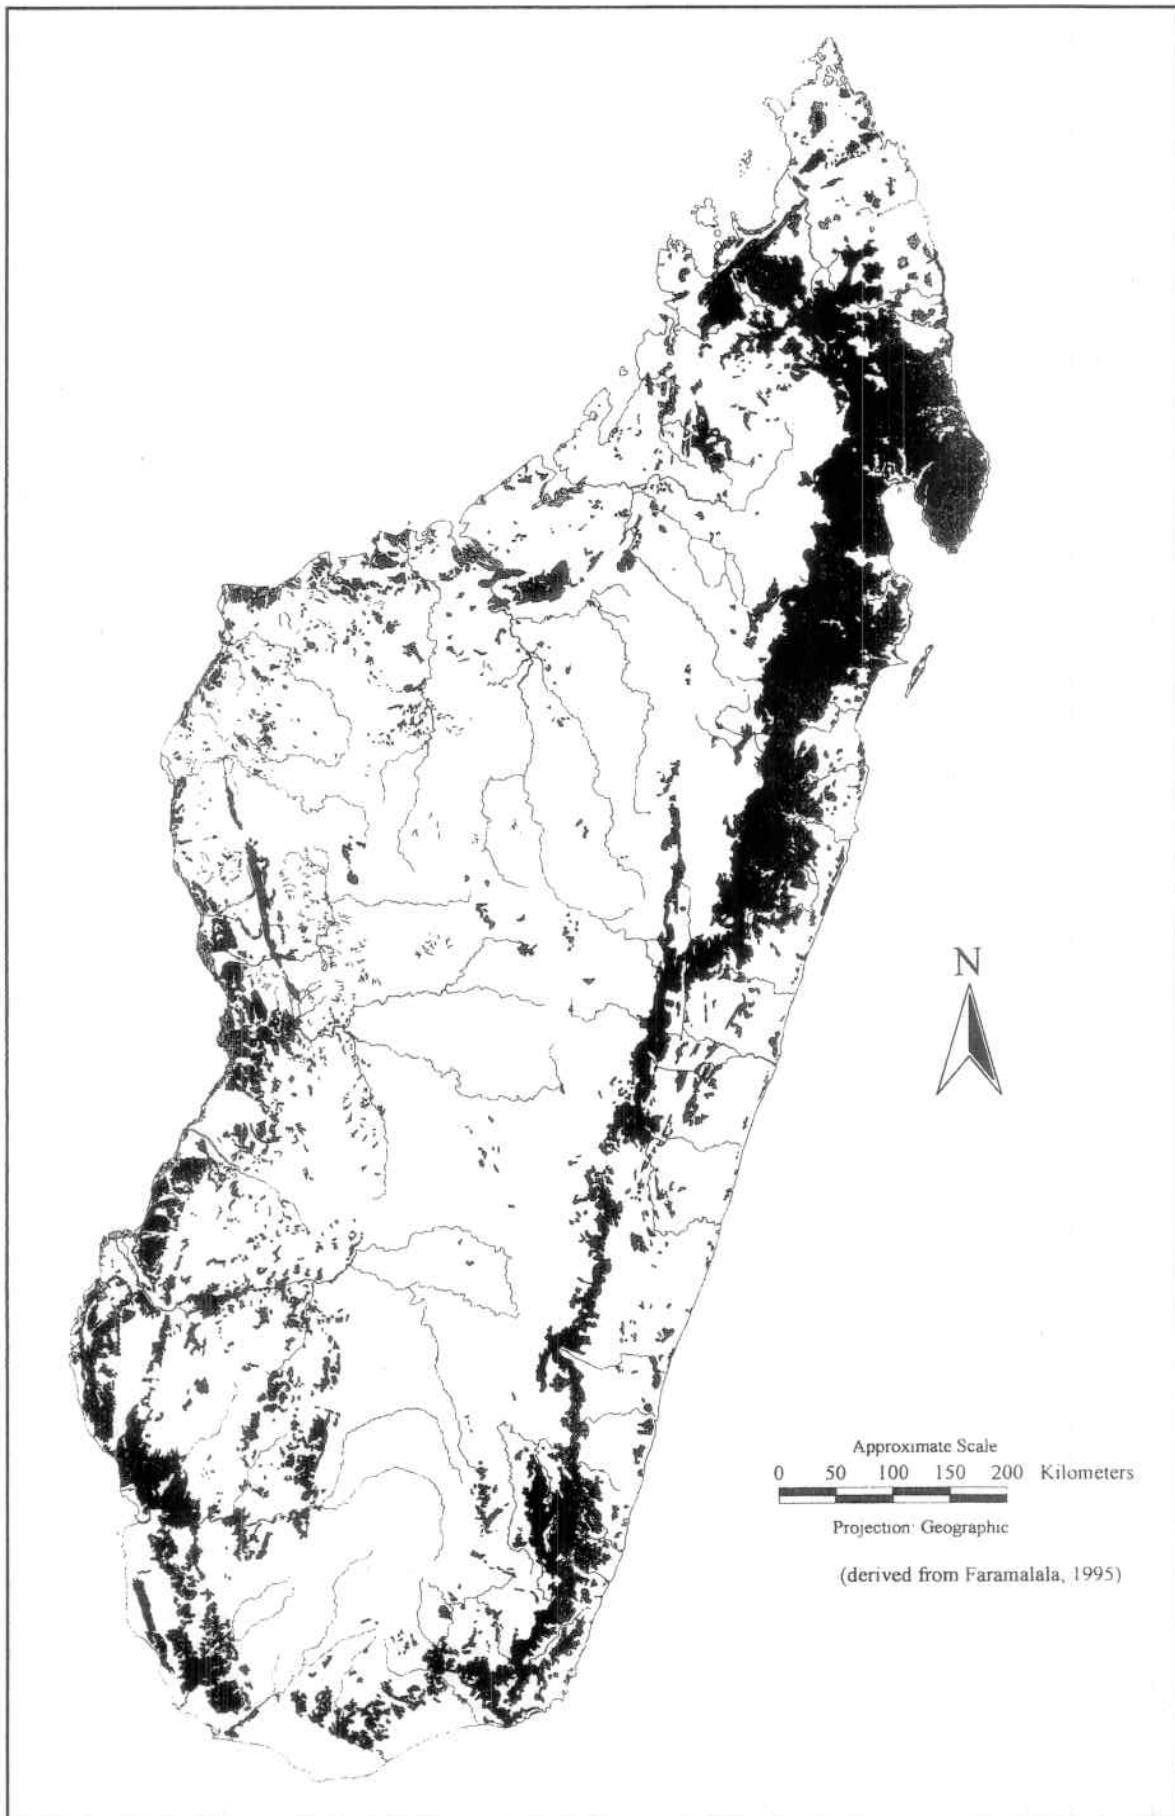 N
Approximate Scale
0 50 100 150 200 Kilometers
Projection: Geographic
(derived from Faramalala, 1995)